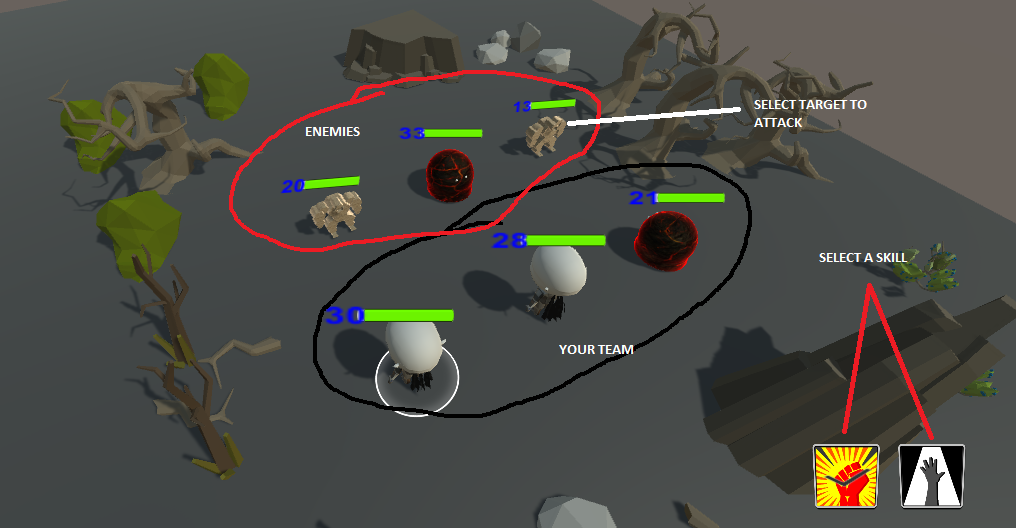 13
SELECT TARGET TO
ATTACK
ENEMIES
33
20
21
28
SELECT A SKILL
30
YOUR TEAM